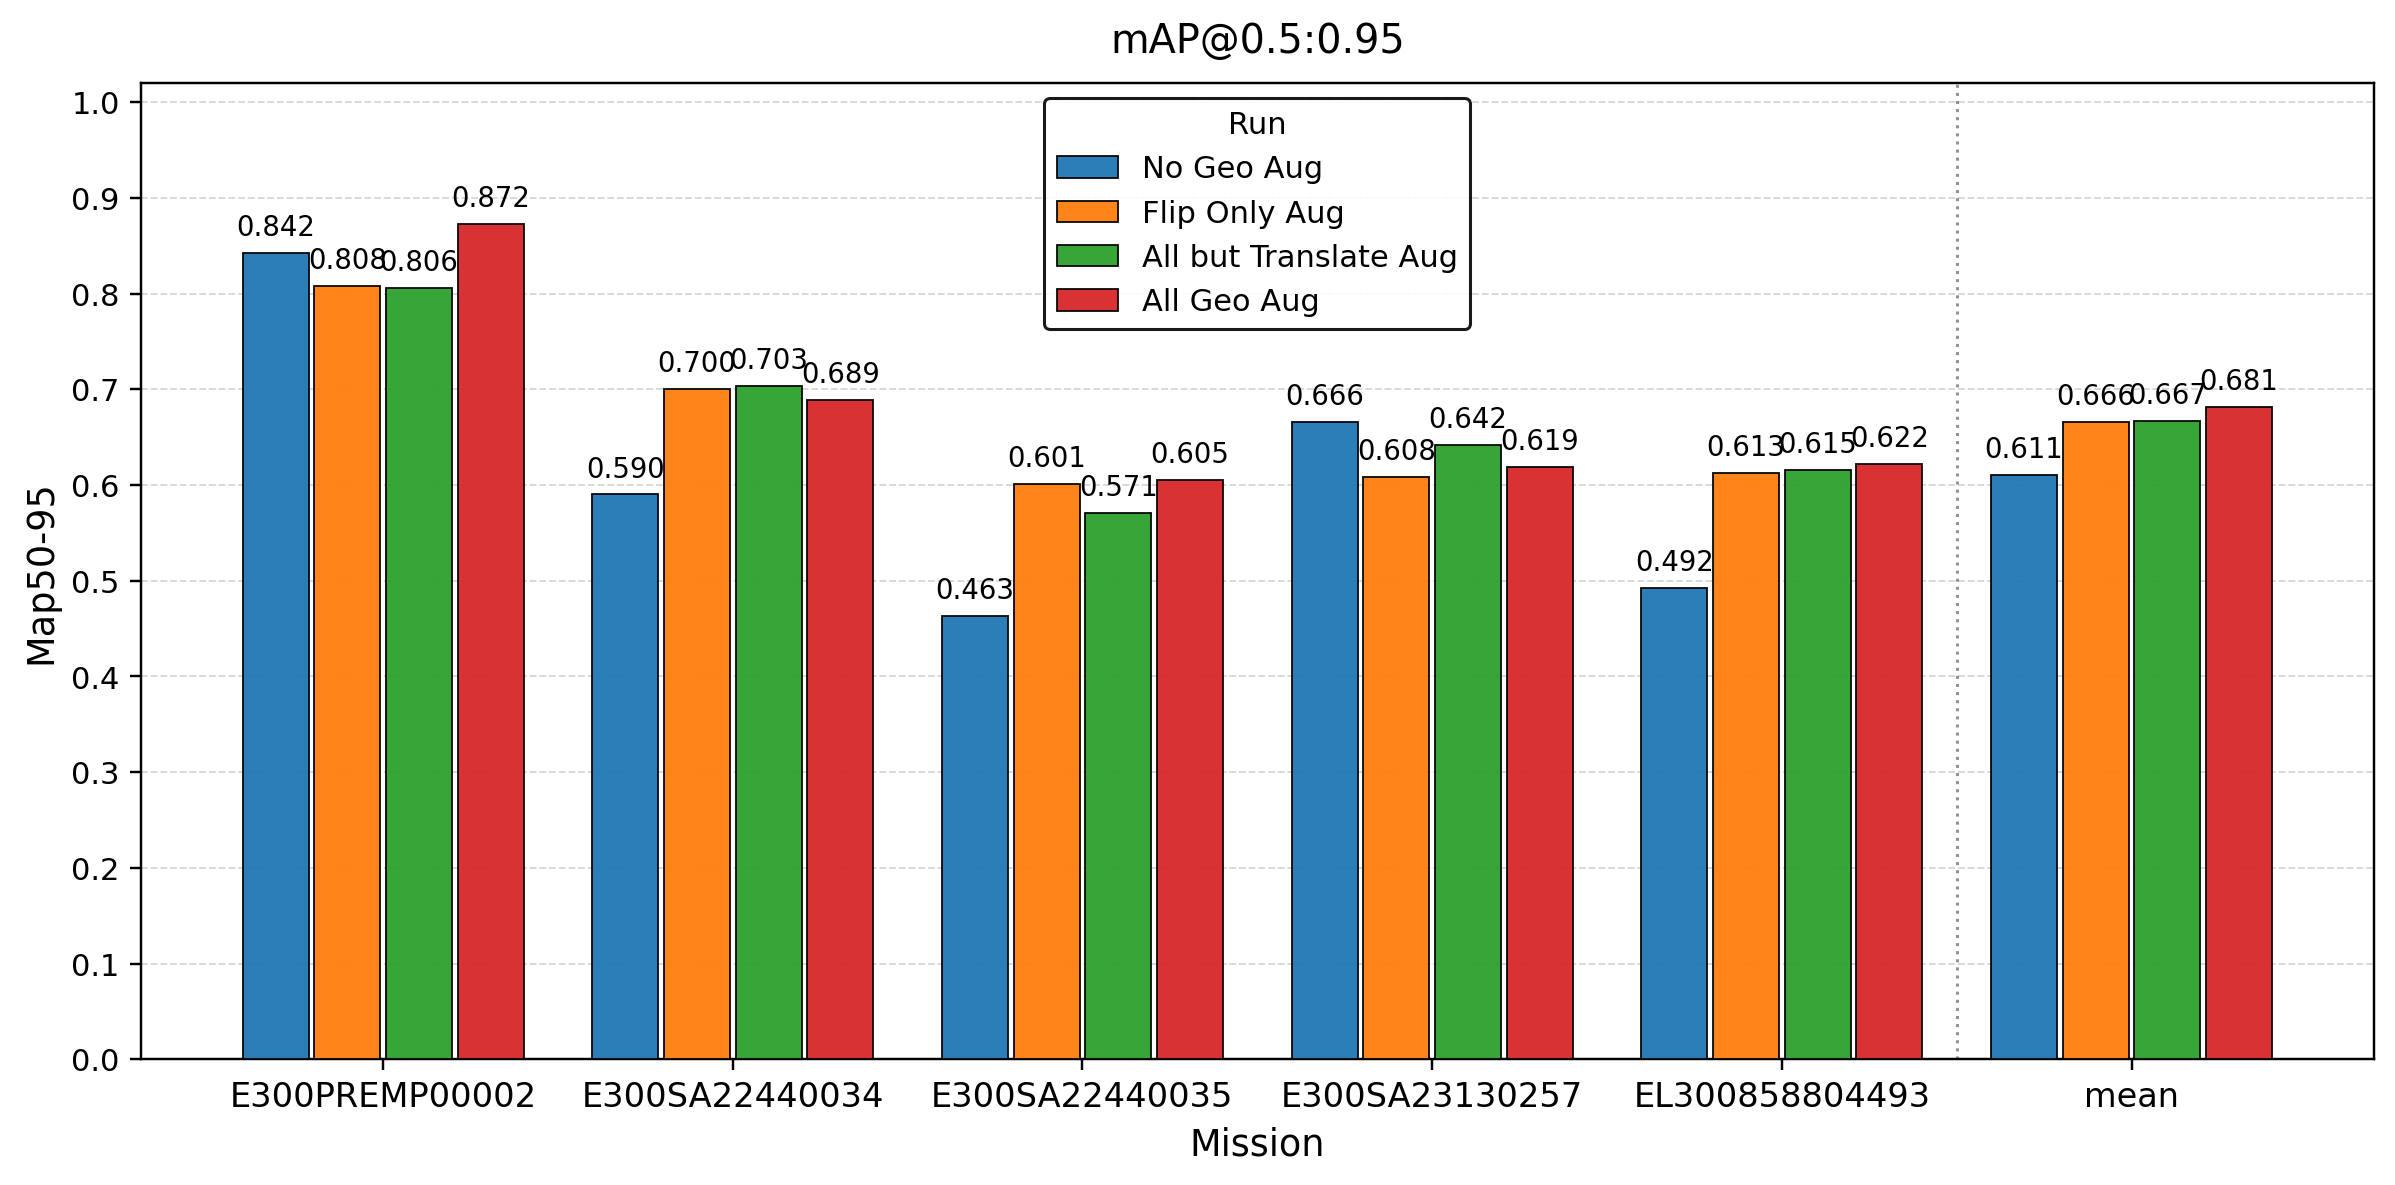 mAP@0.5:0.95
Run
No Geo Aug
Flip Only Aug
All but Translate Aug
All Geo Aug
Map50-95
1.0
0.9
0.8
0.7
0.6
0.5
0.4
0.3
0.2
0.1
0.0
0.842 0.808 0.806 0.872
0.590 0.700 0.703 0.689
0.463 0.601 0.571 0.605
0.666 0.608 0.642 0.619
0.492 0.613 0.615 0.622
0.611 0.666 0.667 0.681
E300PREMP00002 E300SA22440034 E300SA22440035 E300SA23130257 EL300858804493 mean
Mission